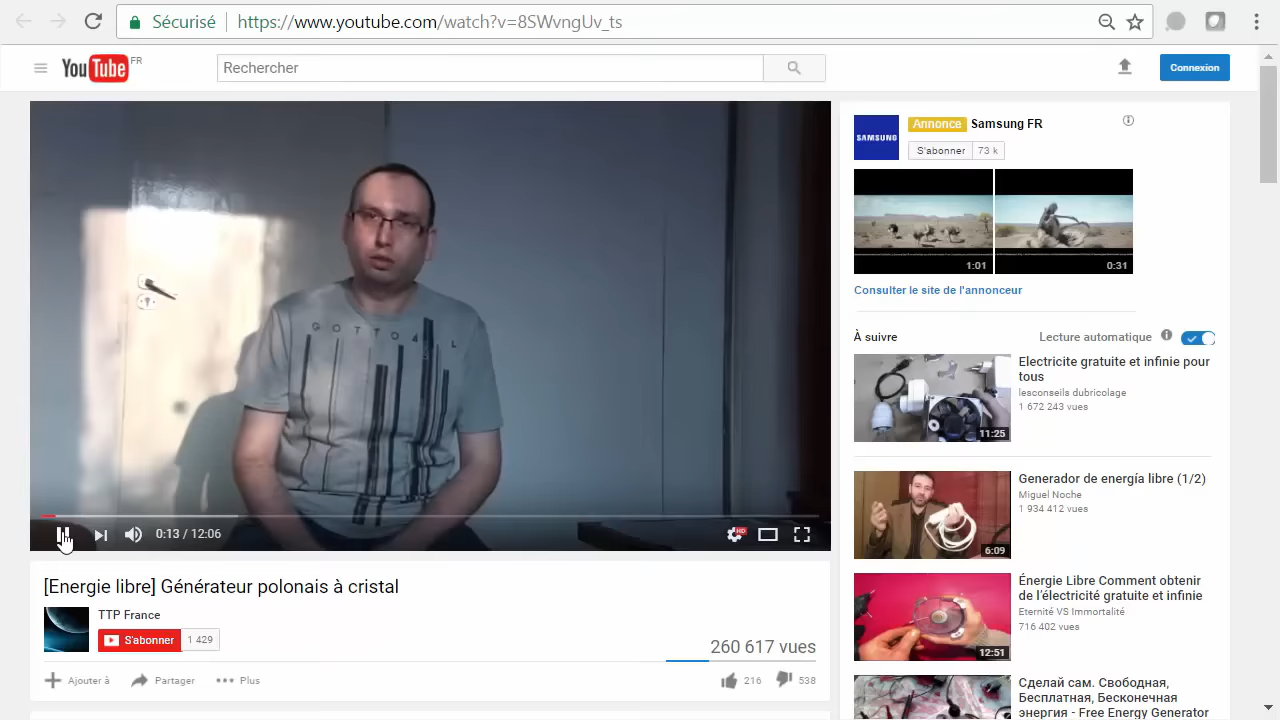 Sécurisé
https://www.youtube.com/watch?v=8SWvngUv_ts
YouTube FR
Rechercher
Connexion
GOTTO4 L
0:13 / 12:06
HD
[Energie libre] Générateur polonais à cristal
TTP France
S'abonner 1 429
260 617 vues
Ajouter à
Partager
Plus
216
538
SAMSUNG
Annonce Samsung FR
S'abonner 73 k
1:01
0:31
Consulter le site de l'annonceur
À suivre
Lecture automatique
Electricite gratuite et infinie pour
tous
lesconseils dubricolage
1 672 243 vues
11:25
Generador de energía libre (1/2)
Miguel Noche
1 934 412 vues
6:09
Énergie Libre Comment obtenir
de l'électricité gratuite et infinie
Eternité VS Immortalité
716 402 vues
12:51
Сделай сам. Свободная,
Бесплатная, Бесконечная
энергия - Free Energy Generator